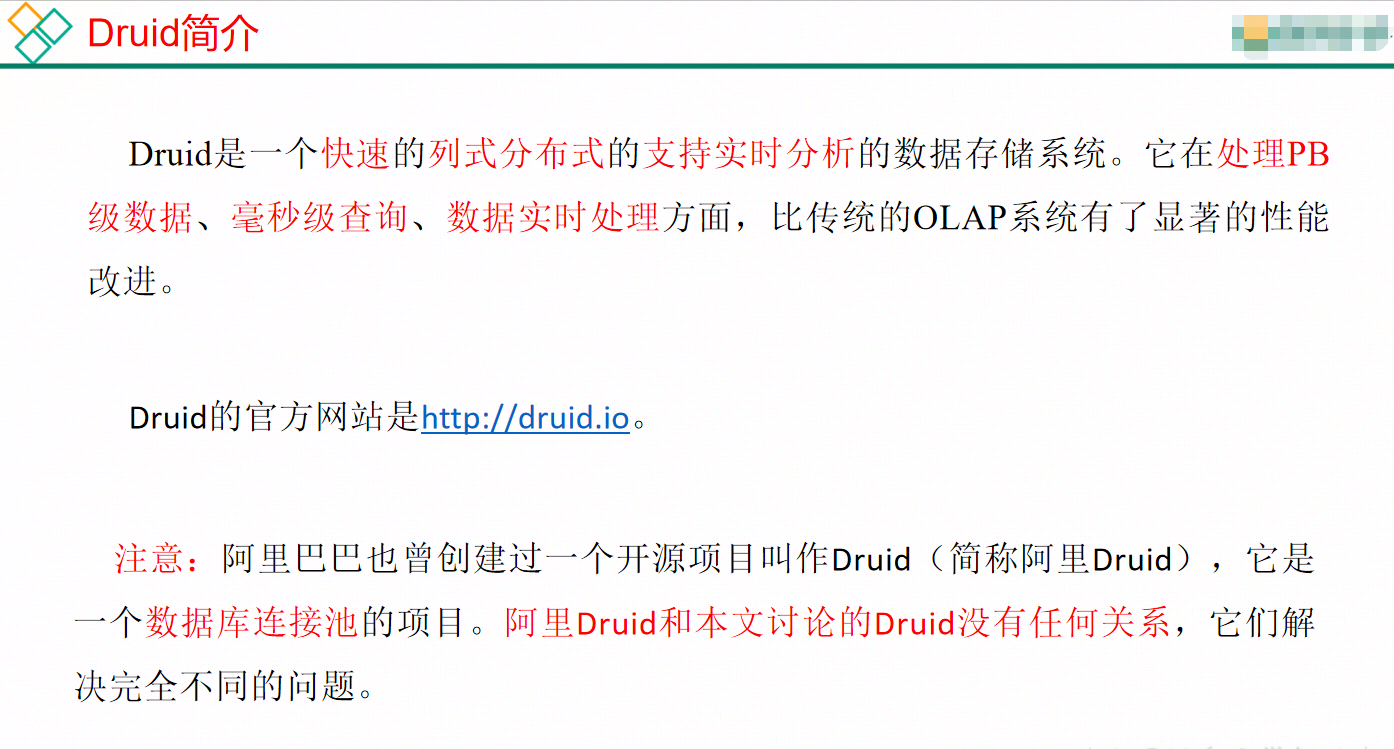 Druid简介
Druid是一个快速的列式分布式的支持实时分析的数据存储系统。它在处理PB
级数据、毫秒级查询、数据实时处理方面，比传统的OLAP系统有了显著的性能
改进。
Druid的官方网站是http://druid.io。
注意：阿里巴巴也曾创建过一个开源项目叫作Druid（简称阿里Druid），它是
一个数据库连接池的项目。阿里Druid和本文讨论的Druid没有任何关系，它们解
决完全不同的问题。